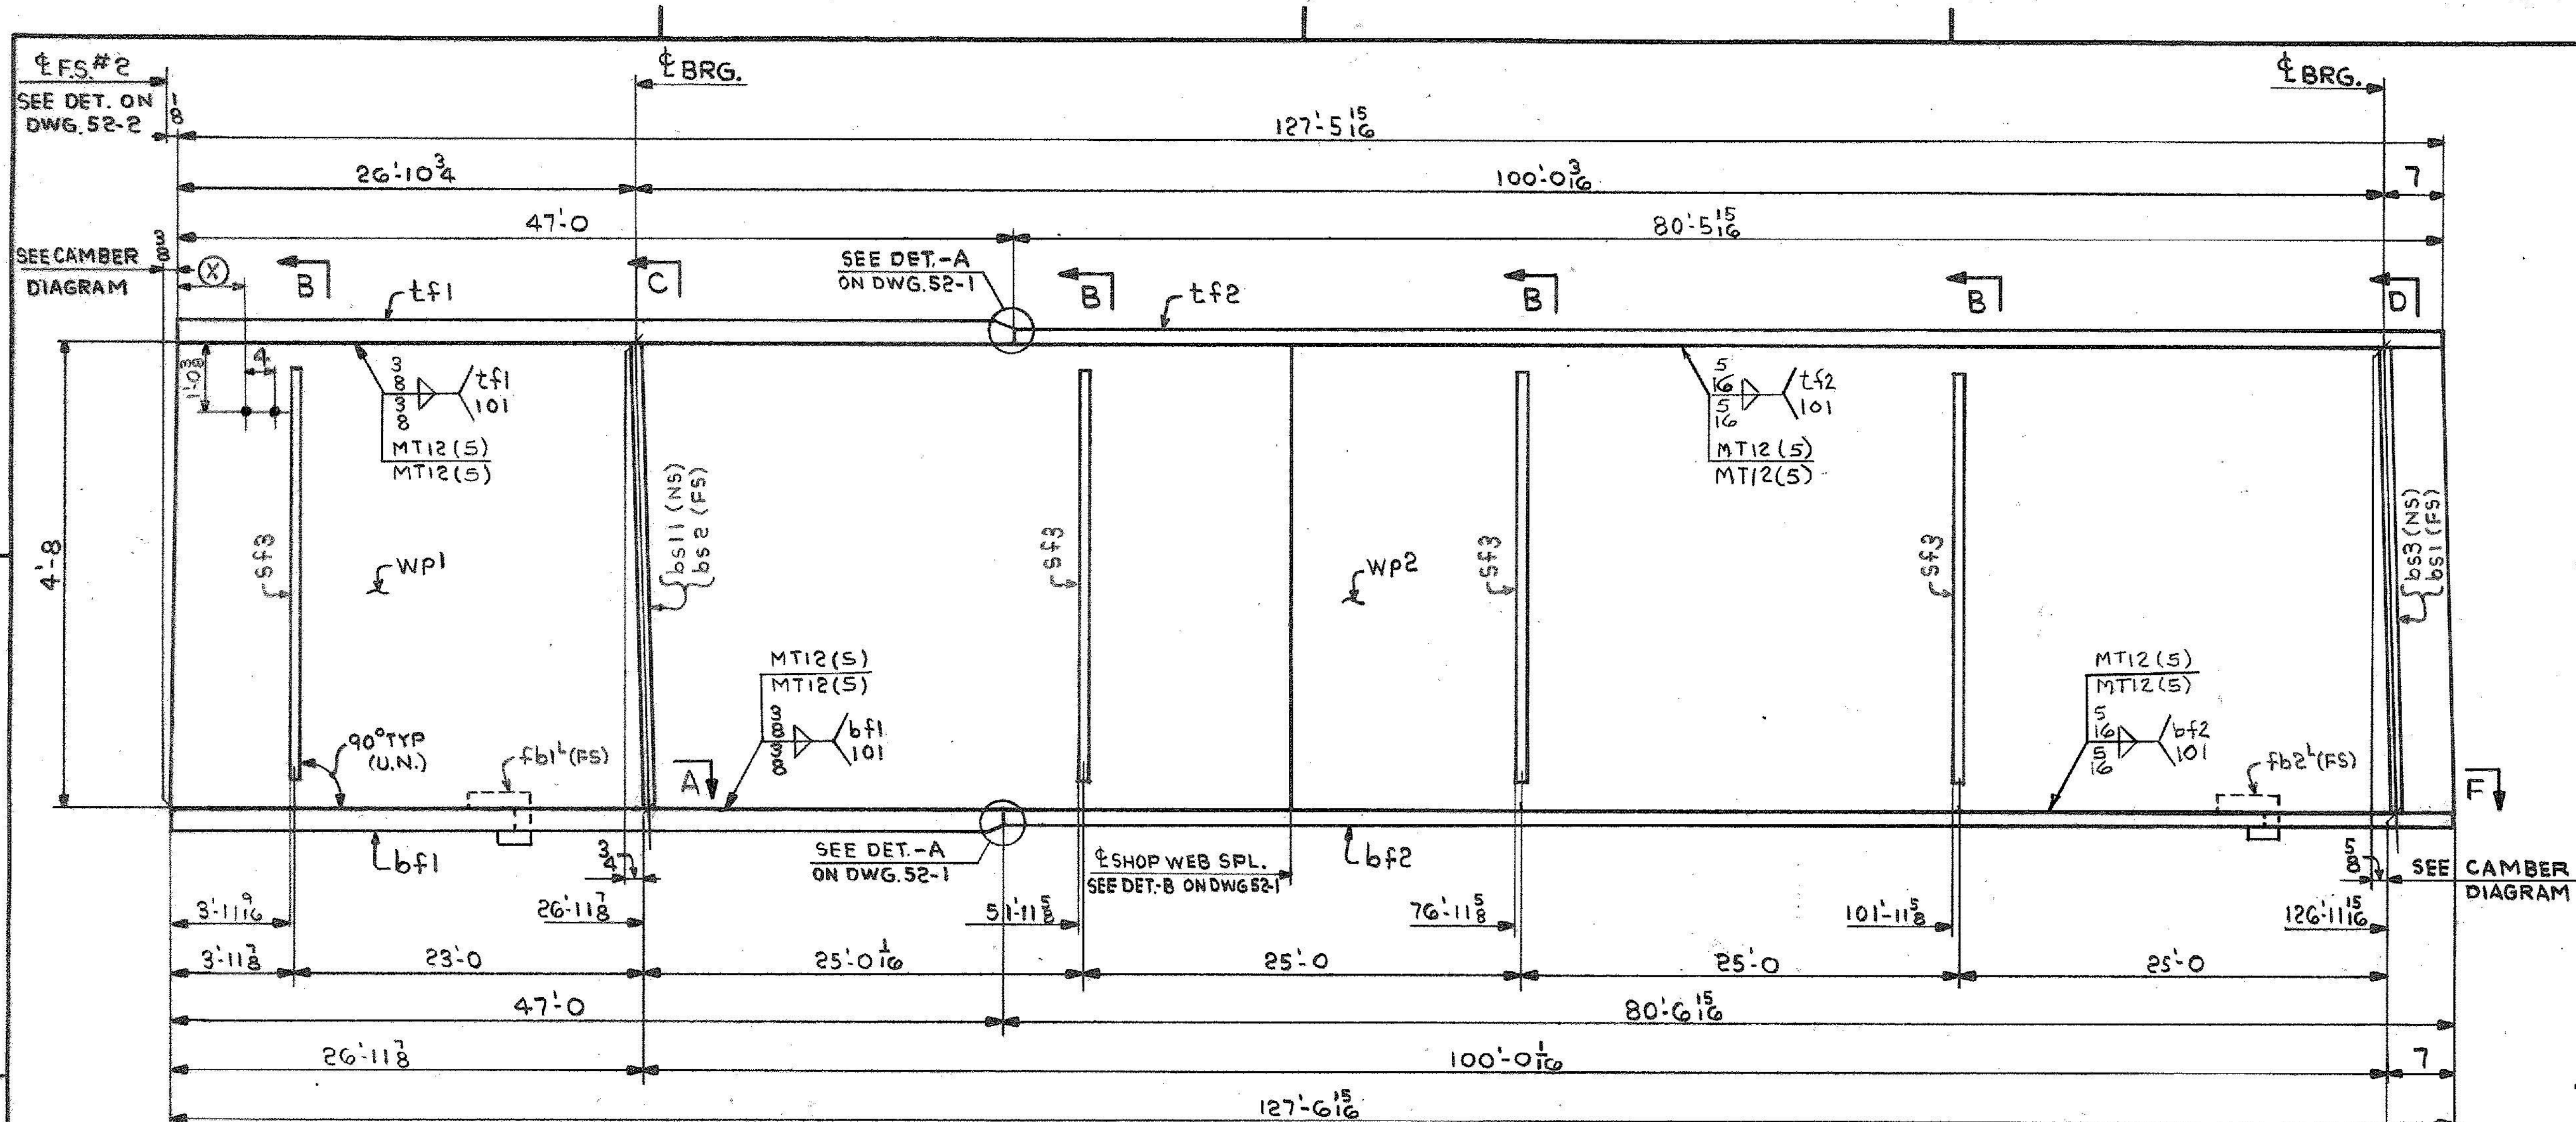 ℄ F.S.#2
SEE DET. ON
DWG. 52-2
1/8
℄ BRG.
℄ BRG.
127'-5 15/16
26'-10 3/4
100'-0 3/16
7
47'-0
80'-5 15/16
SEE CAMBER
DIAGRAM
3/8
X
B
tf1
C
SEE DET.-A
ON DWG. 52-1
B
tf2
B
B
D
4'-8
1'-0 3/8
4
3/8
3/8
tf1
101
MT12(5)
MT12(5)
5/16
5/16
tf2
101
MT12(5)
MT12(5)
sf3
wp1
bs11 (NS)
bs2 (FS)
sf3
wp2
sf3
sf3
bs3 (NS)
bs1 (FS)
90° TYP
(U.N.)
fb1ᴸ (FS)
A
MT12(5)
MT12(5)
3/8
3/8
bf1
101
MT12(5)
MT12(5)
5/16
5/16
bf2
101
fb2ᴸ (FS)
F
bf1
3/4
SEE DET.-A
ON DWG. 52-1
℄ SHOP WEB SPL.
SEE DET.-B ON DWG 52-1
bf2
5/8
SEE CAMBER
DIAGRAM
3'-11 9/16
26'-11 7/8
51'-11 5/8
76'-11 5/8
101'-11 5/8
126'-11 15/16
3'-11 7/8
23'-0
25'-0 1/16
25'-0
25'-0
25'-0
47'-0
80'-6 15/16
26'-11 7/8
100'-0 1/16
7
127'-6 15/16